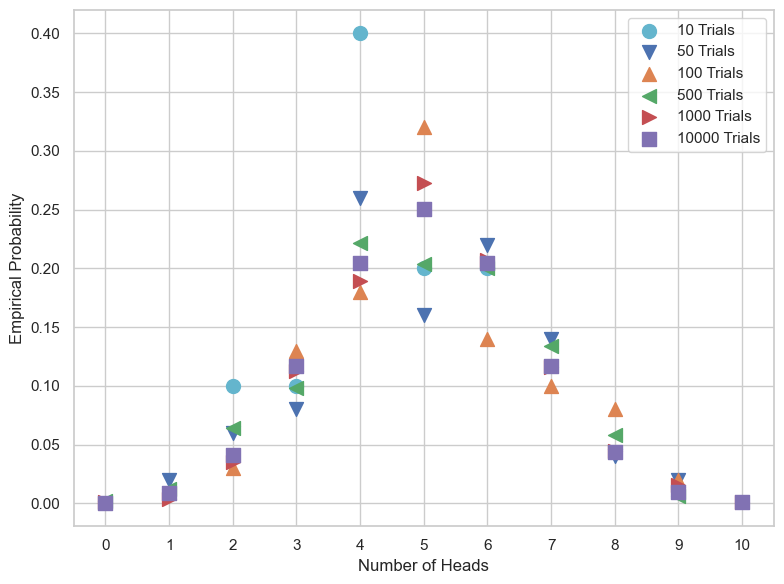 10 Trials
50 Trials
100 Trials
500 Trials
1000 Trials
10000 Trials
0.40
0.35
0.30
0.25
0.20
0.15
0.10
0.05
0.00
Empirical Probability
0 1 2 3 4 5 6 7 8 9 10
Number of Heads